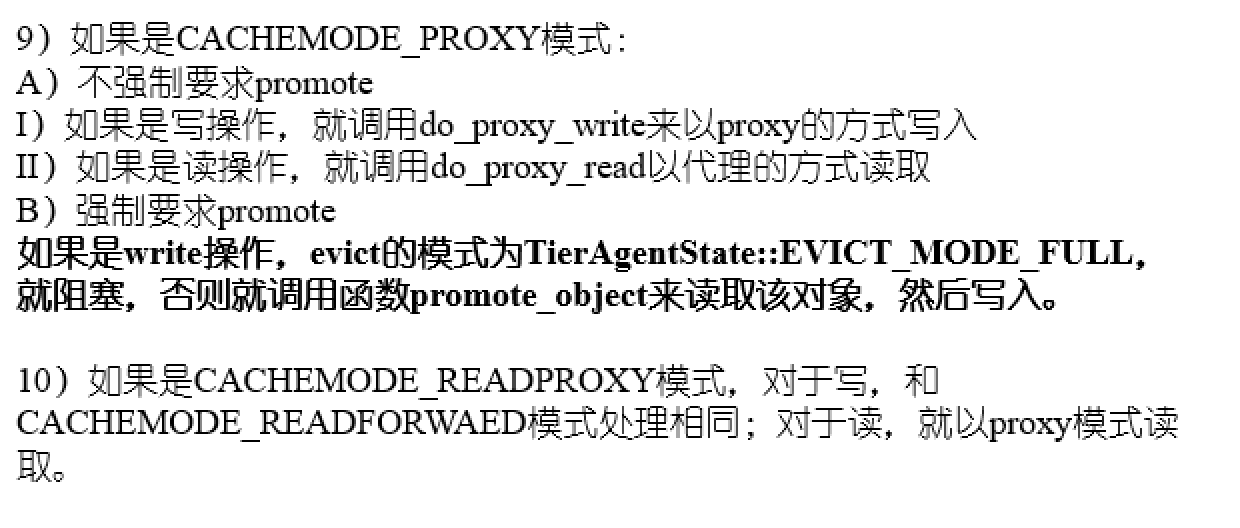 9）如果是CACHEMODE_PROXY模式：
A）不强制要求promote
I）如果是写操作，就调用do_proxy_write来以proxy的方式写入
II）如果是读操作，就调用do_proxy_read以代理的方式读取
B）强制要求promote
如果是write操作，evict的模式为TierAgentState::EVICT_MODE_FULL，
就阻塞，否则就调用函数promote_object来读取该对象，然后写入。
10）如果是CACHEMODE_READPROXY模式，对于写，和
CACHEMODE_READFORWAED模式处理相同；对于读，就以proxy模式读
取。